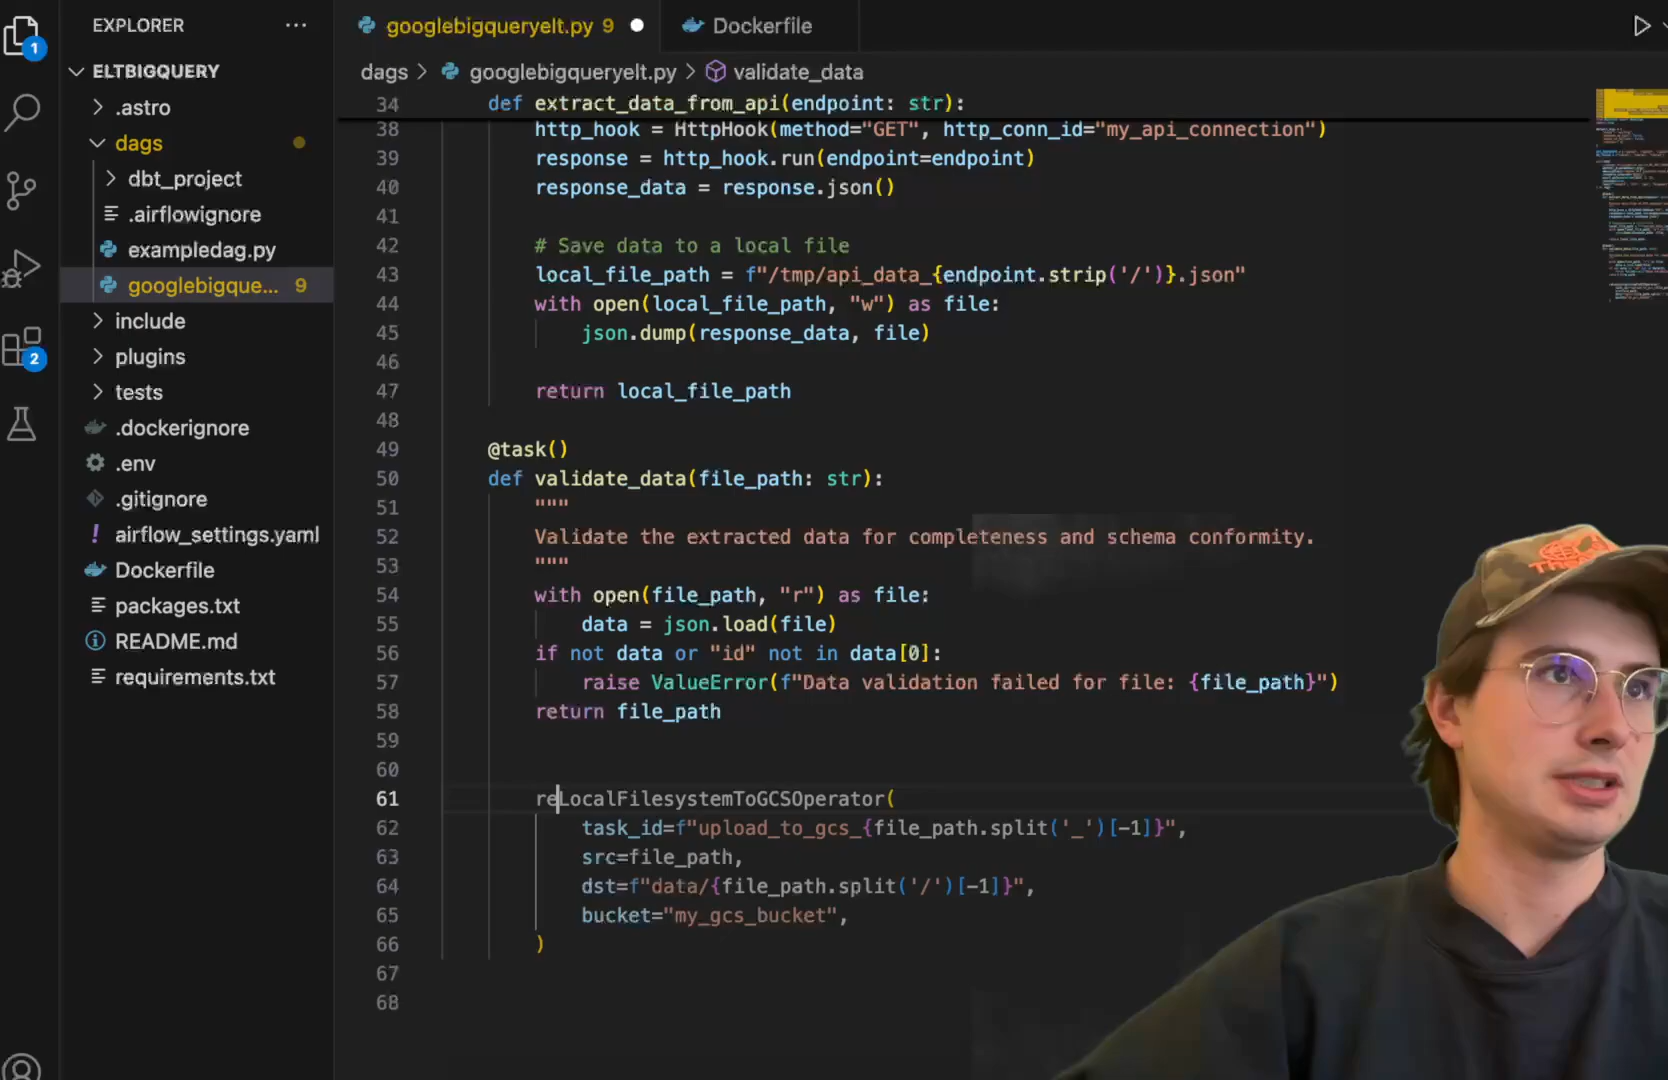 EXPLORER
ELTBIGQUERY
.astro
dags
dbt_project
.airflowignore
exampledag.py
googlebigque... 9
include
plugins
tests
.dockerignore
.env
.gitignore
airflow_settings.yaml
Dockerfile
packages.txt
README.md
requirements.txt
1
2
googlebigqueryelt.py 9
Dockerfile
dags > googlebigqueryelt.py > validate_data
34 def extract_data_from_api(endpoint: str):
38 http_hook = HttpHook(method="GET", http_conn_id="my_api_connection")
39 response = http_hook.run(endpoint=endpoint)
40 response_data = response.json()
41
42 # Save data to a local file
43 local_file_path = f"/tmp/api_data_{endpoint.strip('/')}.json"
44 with open(local_file_path, "w") as file:
45 json.dump(response_data, file)
46
47 return local_file_path
48
49 @task()
50 def validate_data(file_path: str):
51 """
52 Validate the extracted data for completeness and schema conformity.
53 """
54 with open(file_path, "r") as file:
55 data = json.load(file)
56 if not data or "id" not in data[0]:
57 raise ValueError(f"Data validation failed for file: {file_path}")
58 return file_path
59
60
61 reLocalFilesystemToGCSOperator(
62 task_id=f"upload_to_gcs_{file_path.split('_')[-1]}",
63 src=file_path,
64 dst=f"data/{file_path.split('/')[-1]}",
65 bucket="my_gcs_bucket",
66 )
67
68